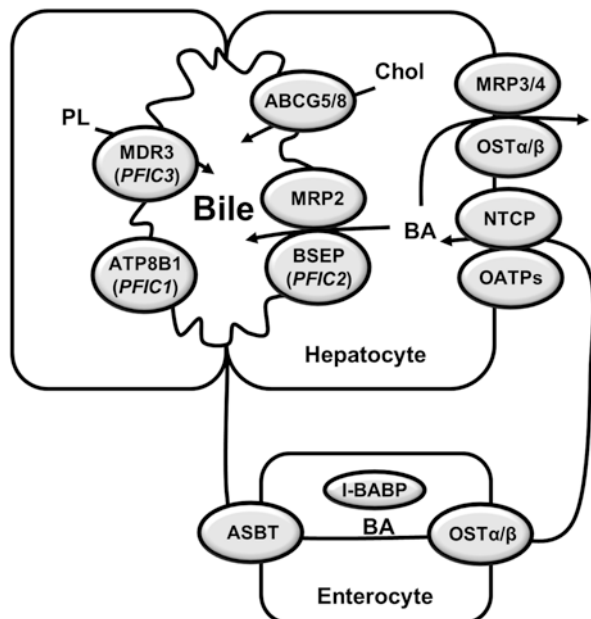 Chol
MRP3/4
ABCG5/8
PL
OSTα/β
MDR3
(PFIC3)
Bile
MRP2
NTCP
BA
BSEP
(PFIC2)
ATP8B1
(PFIC1)
OATPs
Hepatocyte
I-BABP
ASBT
BA
OSTα/β
Enterocyte